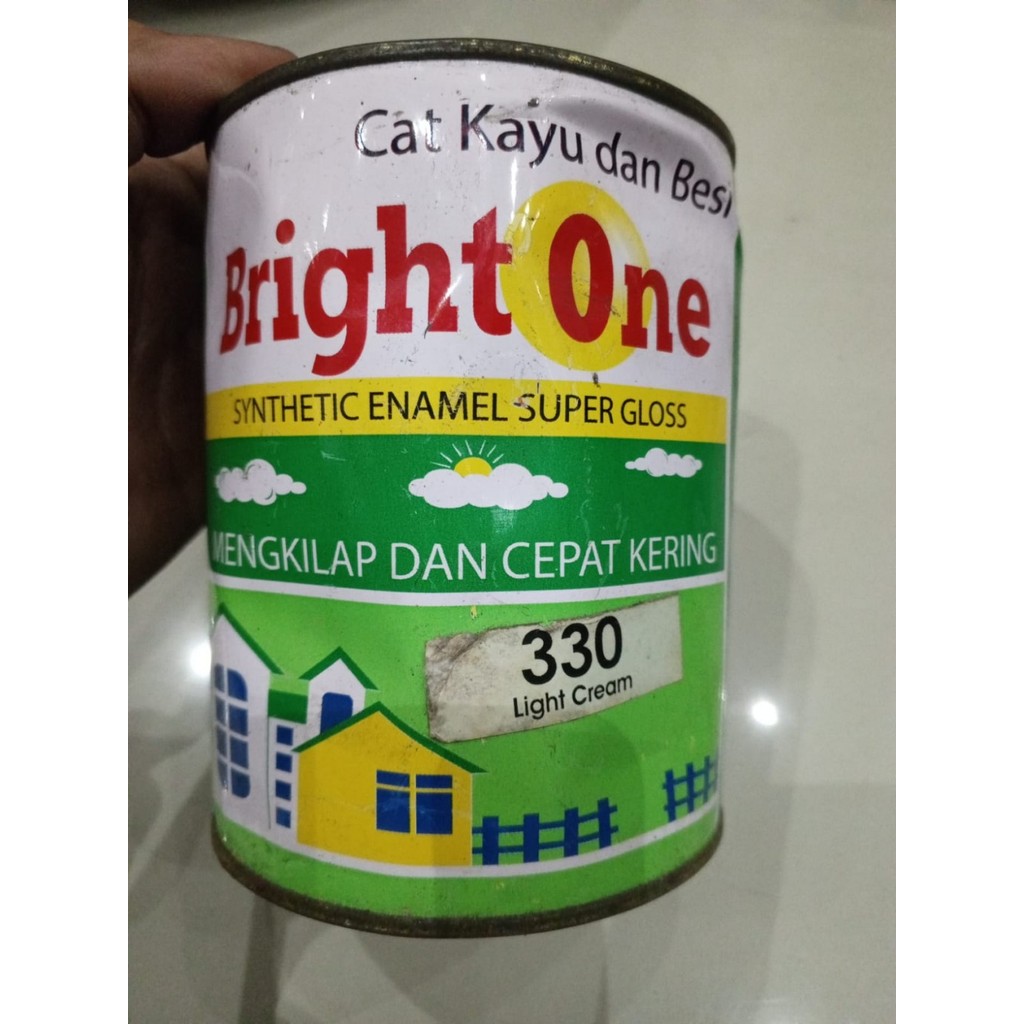 Cat Kayu dan Besi
Bright One
SYNTHETIC ENAMEL SUPER GLOSS
MENGKILAP DAN CEPAT KERING
330
Light Cream